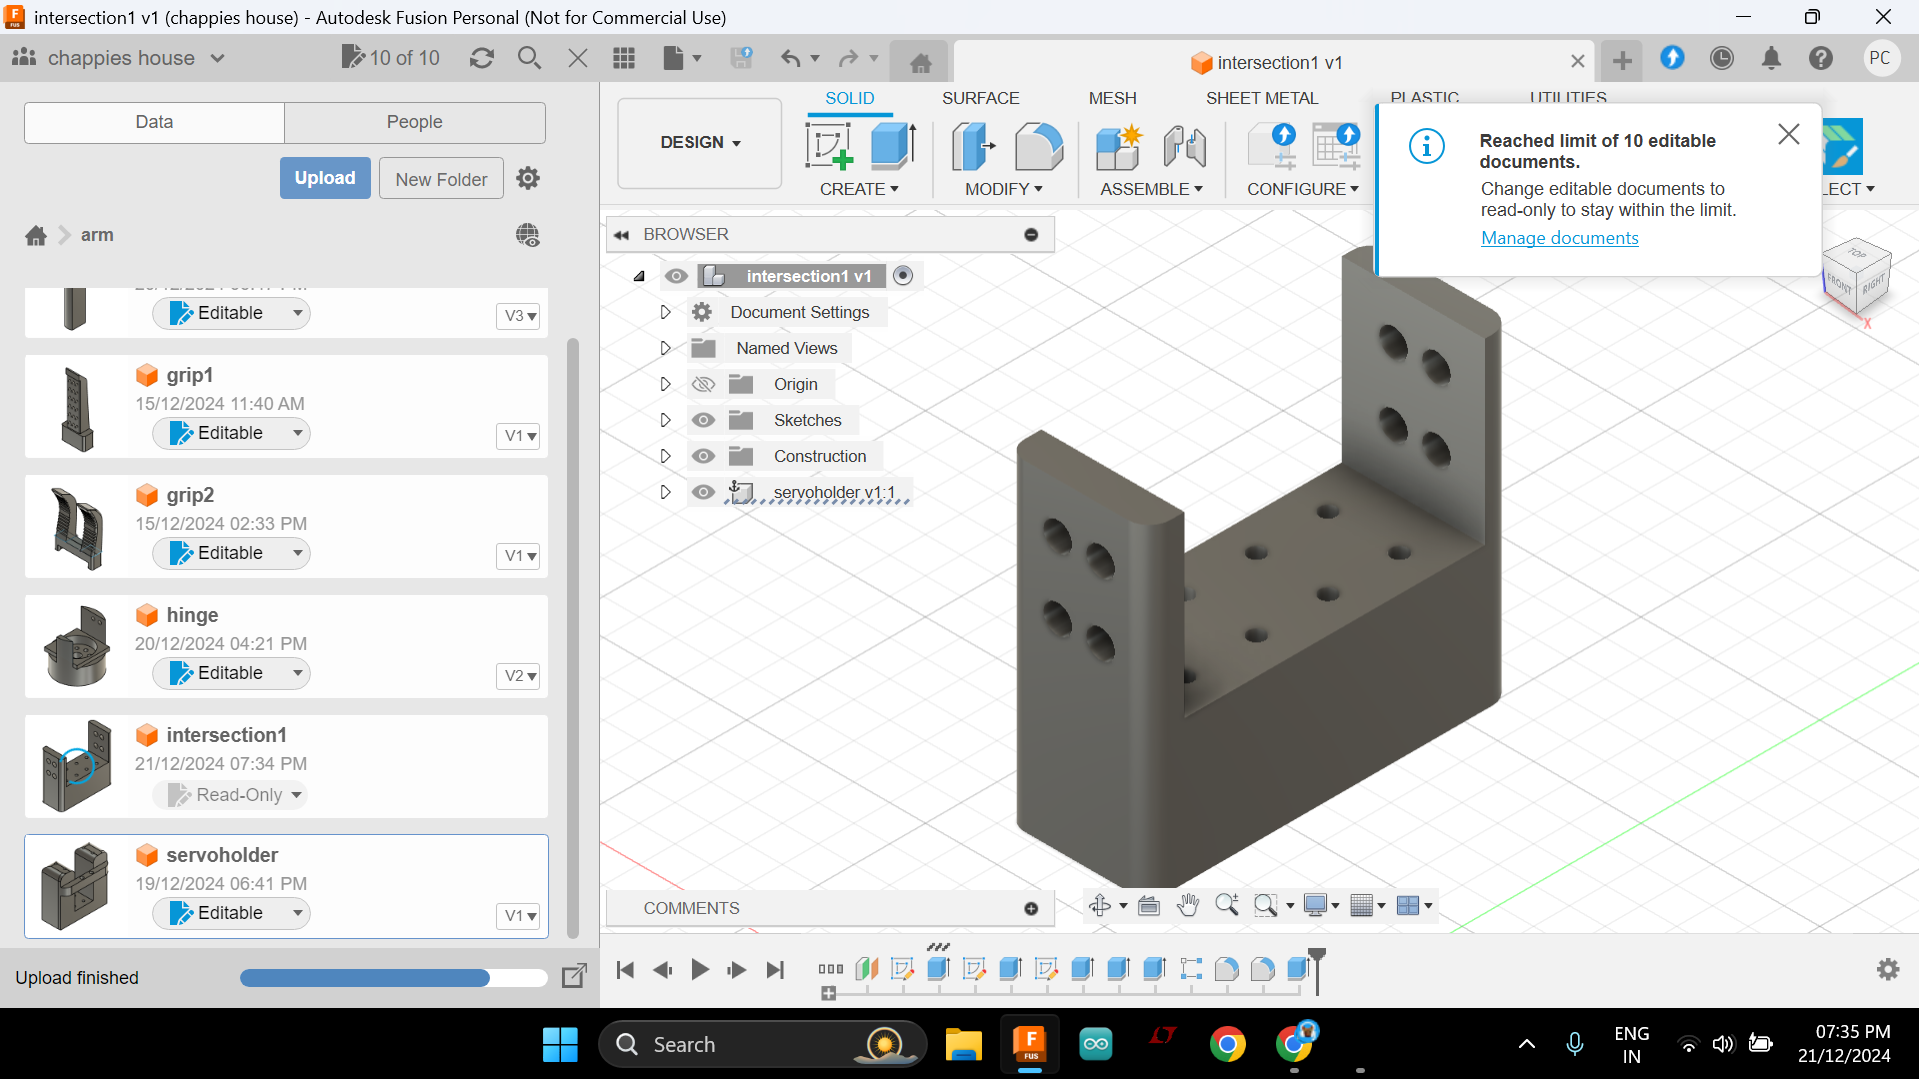 intersection1 v1 (chappies house) - Autodesk Fusion Personal (Not for Commercial Use)
chappies house
10 of 10
intersection1 v1
PC
Data
People
Upload
New Folder
arm
Editable
V3
grip1
15/12/2024 11:40 AM
Editable
V1
grip2
15/12/2024 02:33 PM
Editable
V1
hinge
20/12/2024 04:21 PM
Editable
V2
intersection1
21/12/2024 07:34 PM
Read-Only
servoholder
19/12/2024 06:41 PM
Editable
V1
Upload finished
DESIGN
SOLID
SURFACE
MESH
SHEET METAL
PLASTIC
UTILITIES
CREATE
MODIFY
ASSEMBLE
CONFIGURE
LECT
Reached limit of 10 editable
documents.
Change editable documents to
read-only to stay within the limit.
Manage documents
TOP
FRONT
RIGHT
X
BROWSER
intersection1 v1
Document Settings
Named Views
Origin
Sketches
Construction
servoholder v1:1
COMMENTS
Search
F
FUS
ENG
IN
07:35 PM
21/12/2024